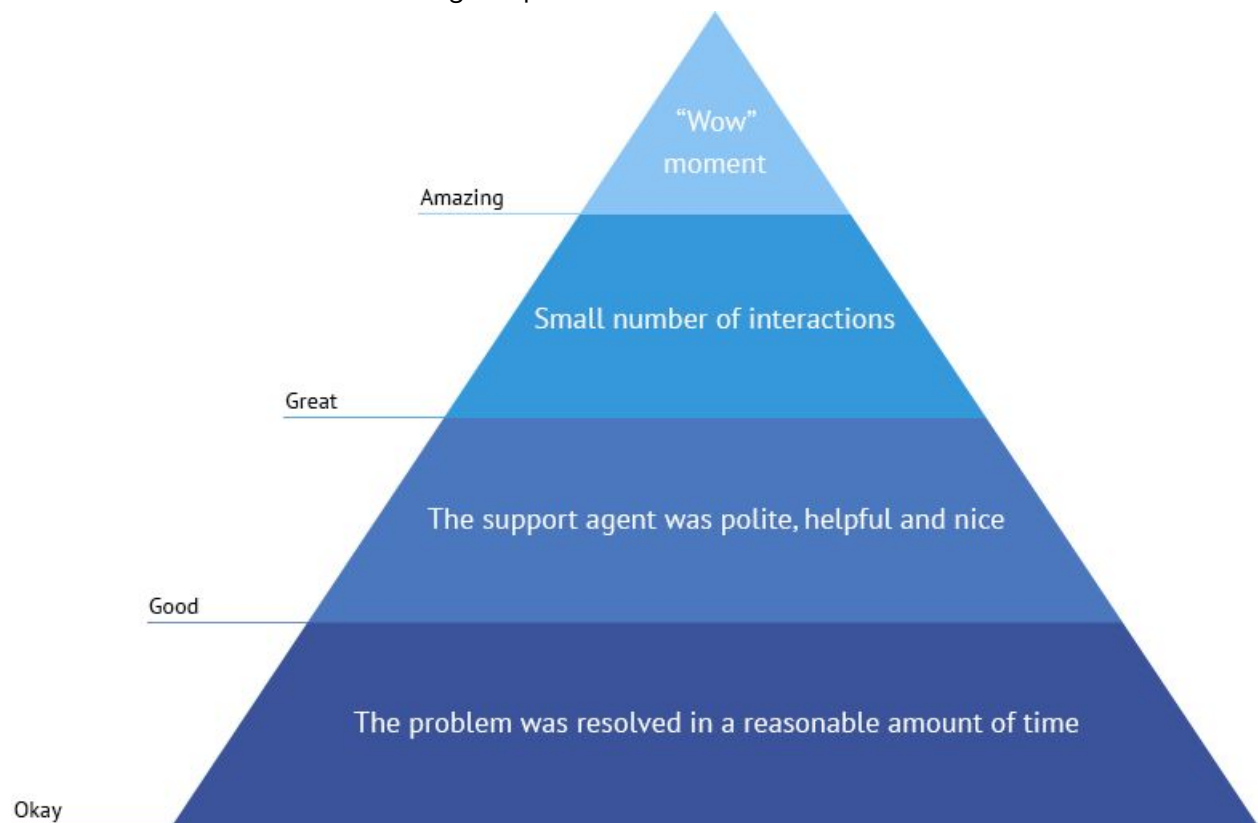 “Wow”
moment
Amazing
Small number of interactions
Great
The support agent was polite, helpful and nice
Good
The problem was resolved in a reasonable amount of time
Okay